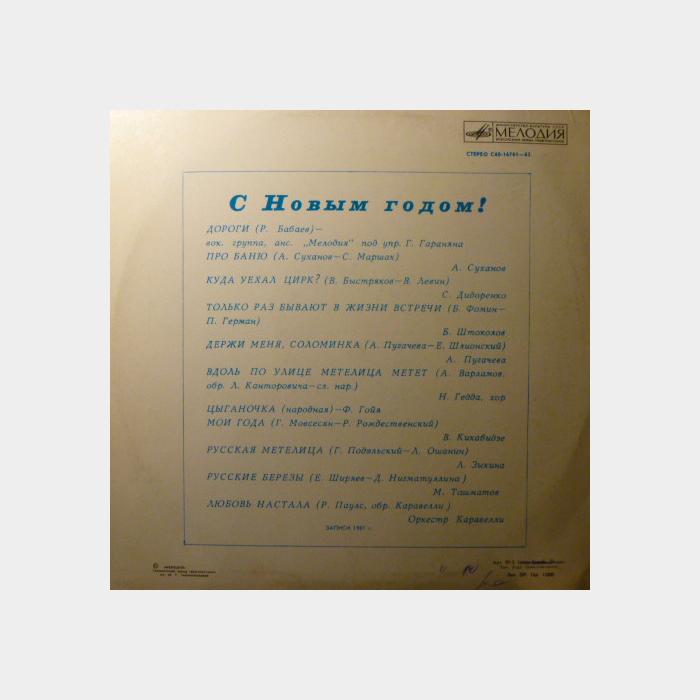 МЕЛОДИЯ
СТЕРЕО С60-16761-62
С Новым годом!
ДОРОГИ (Р. Бабаев)—
вок. группа, анс. „Мелодия" под упр. Г. Гараняна
ПРО БАНЮ (А. Суханов—С. Маршак)
А. Суханов
КУДА УЕХАЛ ЦИРК? (В. Быстряков—В. Левин)
С. Дидоренко
ТОЛЬКО РАЗ БЫВАЮТ В ЖИЗНИ ВСТРЕЧИ (Б. Фомин—
П. Герман)
Б. Штоколов
ДЕРЖИ МЕНЯ, СОЛОМИНКА (А. Пугачева—Е. Шлионский)
А. Пугачева
ВДОЛЬ ПО УЛИЦЕ МЕТЕЛИЦА МЕТЕТ (А. Варламов,
обр. Л. Канторовича—сл. нар.)
Н. Гедда, хор
ЦЫГАНОЧКА (народная)—Ф. Гойя
МОИ ГОДА (Г. Мовсесян—Р. Рождественский)
В. Кикабидзе
РУССКАЯ МЕТЕЛИЦА (Г. Подэльский—Л. Ошанин)
Л. Зыкина
РУССКИЕ БЕРЕЗЫ (Е. Ширяев—Д. Нигматуллина)
М. Ташматов
ЛЮБОВЬ НАСТАЛА (Р. Паулс, обр. Каравелли)
Оркестр Каравелли
ЗАПИСИ 1981 г.
© «МЕЛОДИЯ»